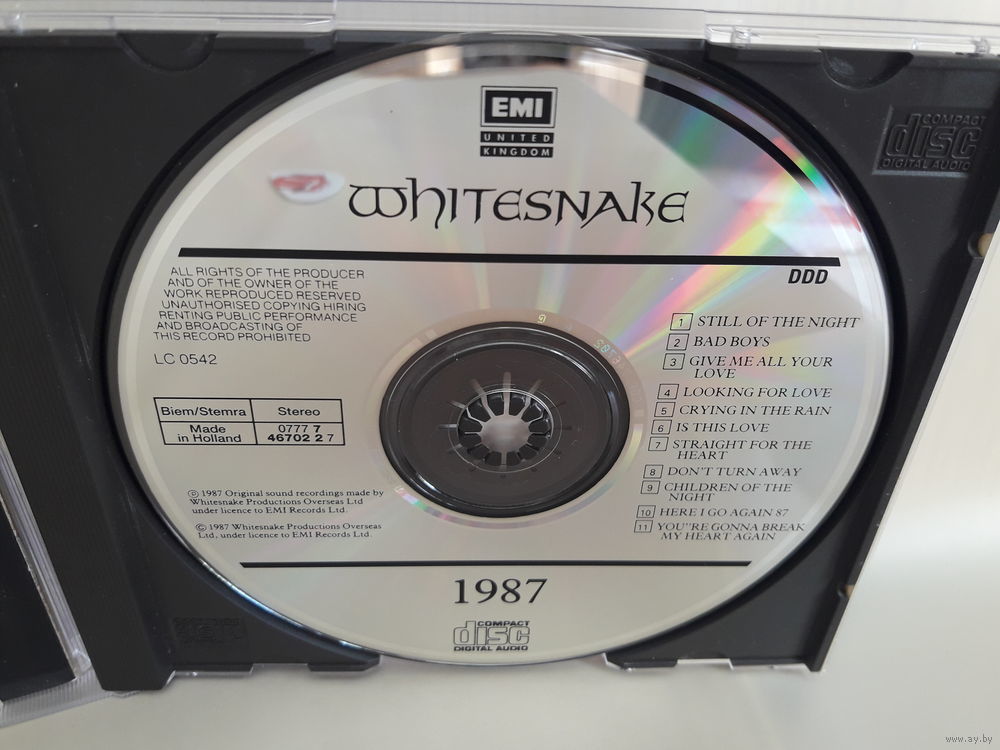 EMI
UNITED
KINGDOM
COMPACT
disc
DIGITAL AUDIO
WHITESNAKE
DDD
ALL RIGHTS OF THE PRODUCER
AND OF THE OWNER OF THE
WORK REPRODUCED RESERVED
UNAUTHORISED COPYING HIRING
RENTING PUBLIC PERFORMANCE
AND BROADCASTING OF
THIS RECORD PROHIBITED
LC 0542
Biem/Stemra Stereo
Made 0777 7
in Holland 46702 2 7
℗ 1987 Original sound recordings made by
Whitesnake Productions Overseas Ltd
under licence to EMI Records Ltd.
© 1987 Whitesnake Productions Overseas
Ltd, under licence to EMI Records Ltd.
1 STILL OF THE NIGHT
2 BAD BOYS
3 GIVE ME ALL YOUR
LOVE
4 LOOKING FOR LOVE
5 CRYING IN THE RAIN
6 IS THIS LOVE
7 STRAIGHT FOR THE
HEART
8 DON'T TURN AWAY
9 CHILDREN OF THE
NIGHT
10 HERE I GO AGAIN 87
11 YOU"RE GONNA BREAK
MY HEART AGAIN
1987
COMPACT
disc
DIGITAL AUDIO
www.ay.by